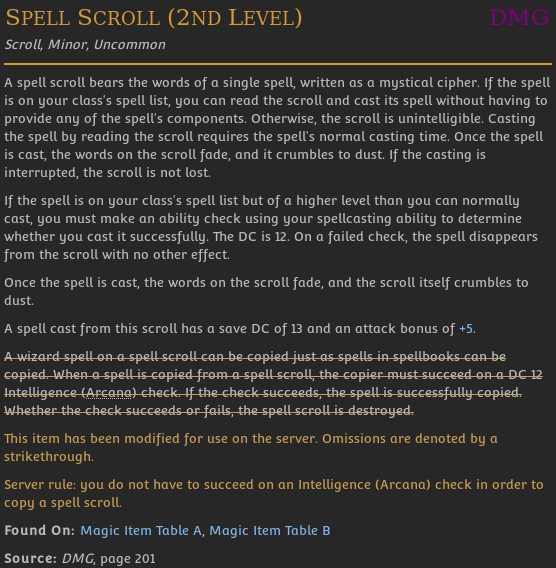 SPELL SCROLL (2ND LEVEL) DMG
Scroll, Minor, Uncommon
A spell scroll bears the words of a single spell, written as a mystical cipher. If the spell
is on your class's spell list, you can read the scroll and cast its spell without having to
provide any of the spell's components. Otherwise, the scroll is unintelligible. Casting
the spell by reading the scroll requires the spell's normal casting time. Once the spell
is cast, the words on the scroll fade, and it crumbles to dust. If the casting is
interrupted, the scroll is not lost.
If the spell is on your class's spell list but of a higher level than you can normally
cast, you must make an ability check using your spellcasting ability to determine
whether you cast it successfully. The DC is 12. On a failed check, the spell disappears
from the scroll with no other effect.
Once the spell is cast, the words on the scroll fade, and the scroll itself crumbles to
dust.
A spell cast from this scroll has a save DC of 13 and an attack bonus of +5.
A wizard spell on a spell scroll can be copied just as spells in spellbooks can be
copied. When a spell is copied from a spell scroll, the copier must succeed on a DC 12
Intelligence (Arcana) check. If the check succeeds, the spell is successfully copied.
Whether the check succeeds or fails, the spell scroll is destroyed.
This item has been modified for use on the server. Omissions are denoted by a
strikethrough.
Server rule: you do not have to succeed on an Intelligence (Arcana) check in order to
copy a spell scroll.
Found On: Magic Item Table A, Magic Item Table B
Source: DMG, page 201